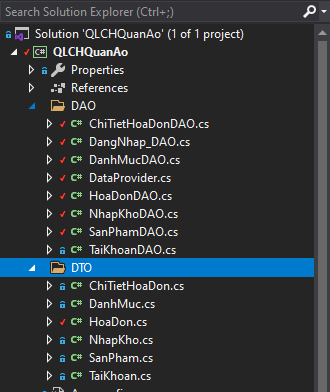 Search Solution Explorer (Ctrl+;)
Solution 'QLCHQuanAo' (1 of 1 project)
C# QLCHQuanAo
Properties
References
DAO
C# ChiTietHoaDonDAO.cs
C# DangNhap_DAO.cs
C# DanhMucDAO.cs
C# DataProvider.cs
C# HoaDonDAO.cs
C# NhapKhoDAO.cs
C# SanPhamDAO.cs
C# TaiKhoanDAO.cs
DTO
C# ChiTietHoaDon.cs
C# DanhMuc.cs
C# HoaDon.cs
C# NhapKho.cs
C# SanPham.cs
C# TaiKhoan.cs